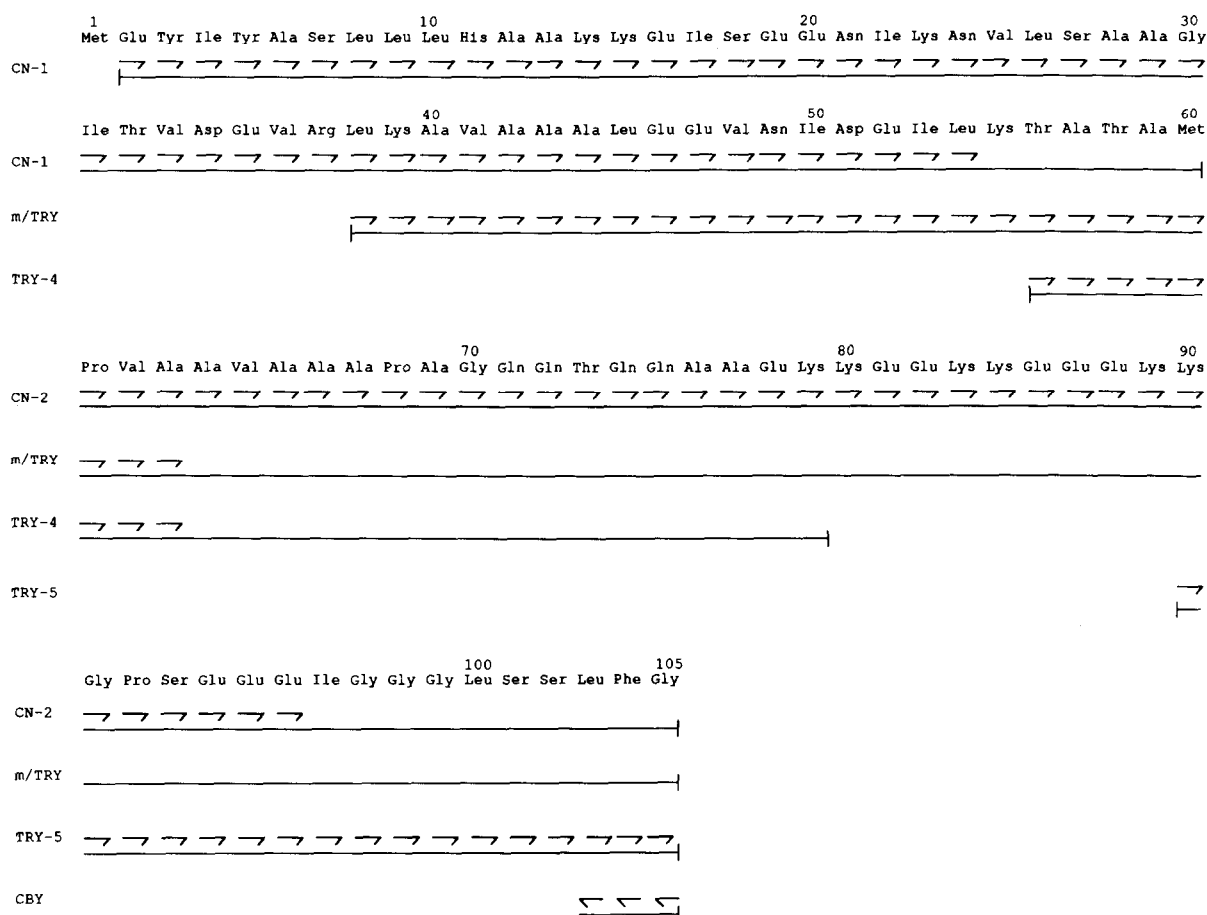 1 10 20 30
Met Glu Tyr Ile Tyr Ala Ser Leu Leu Leu His Ala Ala Lys Lys Glu Ile Ser Glu Glu Asn Ile Lys Asn Val Leu Ser Ala Ala Gly
CN-1
40 50 60
Ile Thr Val Asp Glu Val Arg Leu Lys Ala Val Ala Ala Ala Leu Glu Glu Val Asn Ile Asp Glu Ile Leu Lys Thr Ala Thr Ala Met
CN-1
m/TRY
TRY-4
70 80 90
Pro Val Ala Ala Val Ala Ala Ala Pro Ala Gly Gln Gln Thr Gln Gln Ala Ala Glu Lys Lys Glu Glu Lys Lys Glu Glu Glu Lys Lys
CN-2
m/TRY
TRY-4
TRY-5
100 105
Gly Pro Ser Glu Glu Glu Ile Gly Gly Gly Leu Ser Ser Leu Phe Gly
CN-2
m/TRY
TRY-5
CBY